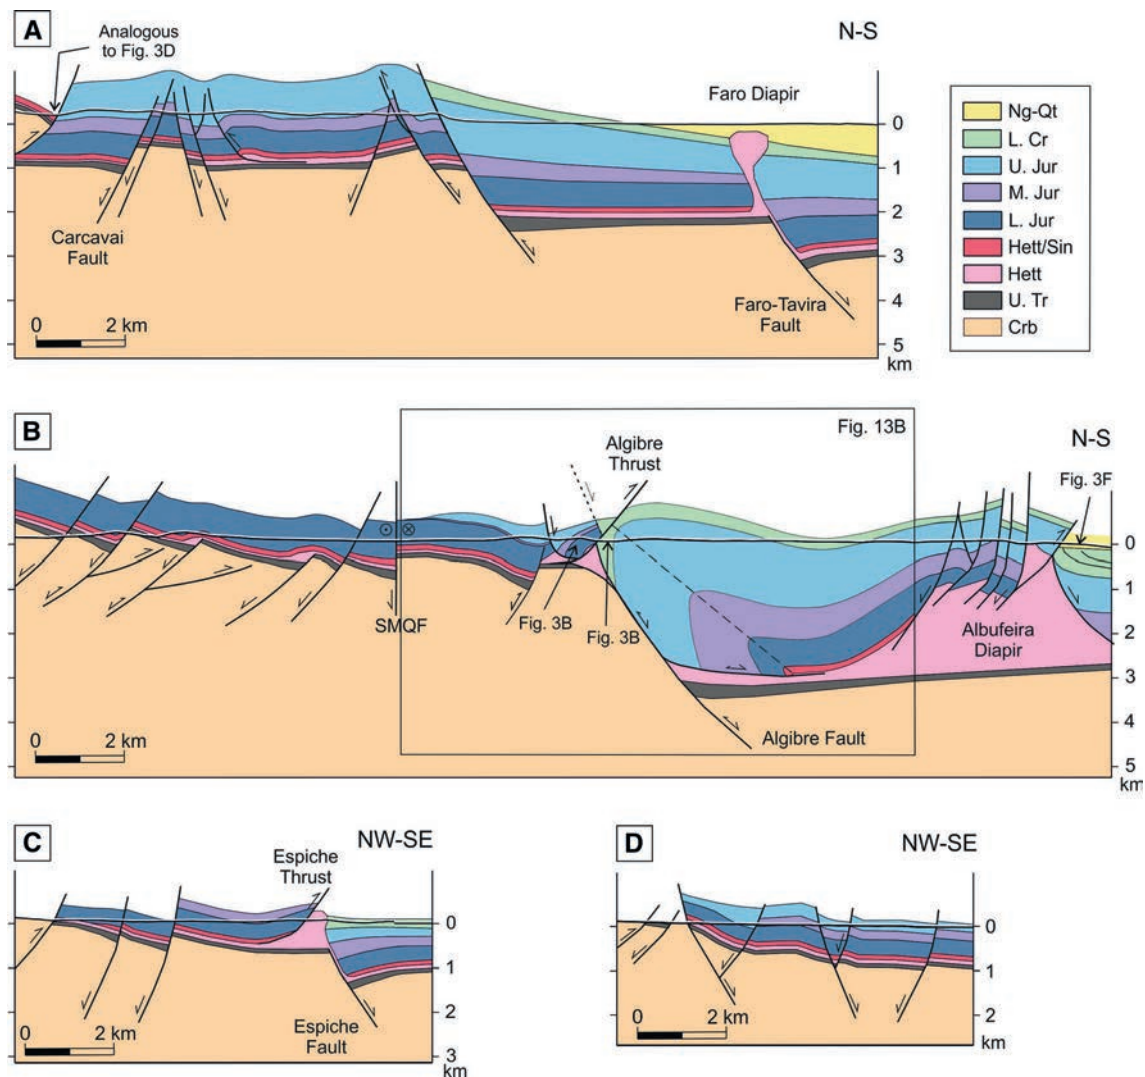 A
Analogous
to Fig. 3D
N-S
Faro Diapir
Carcavai
Fault
Faro-Tavira
Fault
0
2 km
0
1
2
3
4
5
km
Ng-Qt
L. Cr
U. Jur
M. Jur
L. Jur
Hett/Sin
Hett
U. Tr
Crb
B
Fig. 13B
N-S
Algibre
Thrust
Fig. 3F
SMQF
Fig. 3B
Fig. 3B
Albufeira
Diapir
Algibre Fault
0
2 km
0
1
2
3
4
5
km
C
NW-SE
Espiche
Thrust
Espiche
Fault
0
2 km
0
1
2
3
km
D
NW-SE
0
2 km
0
1
2
km